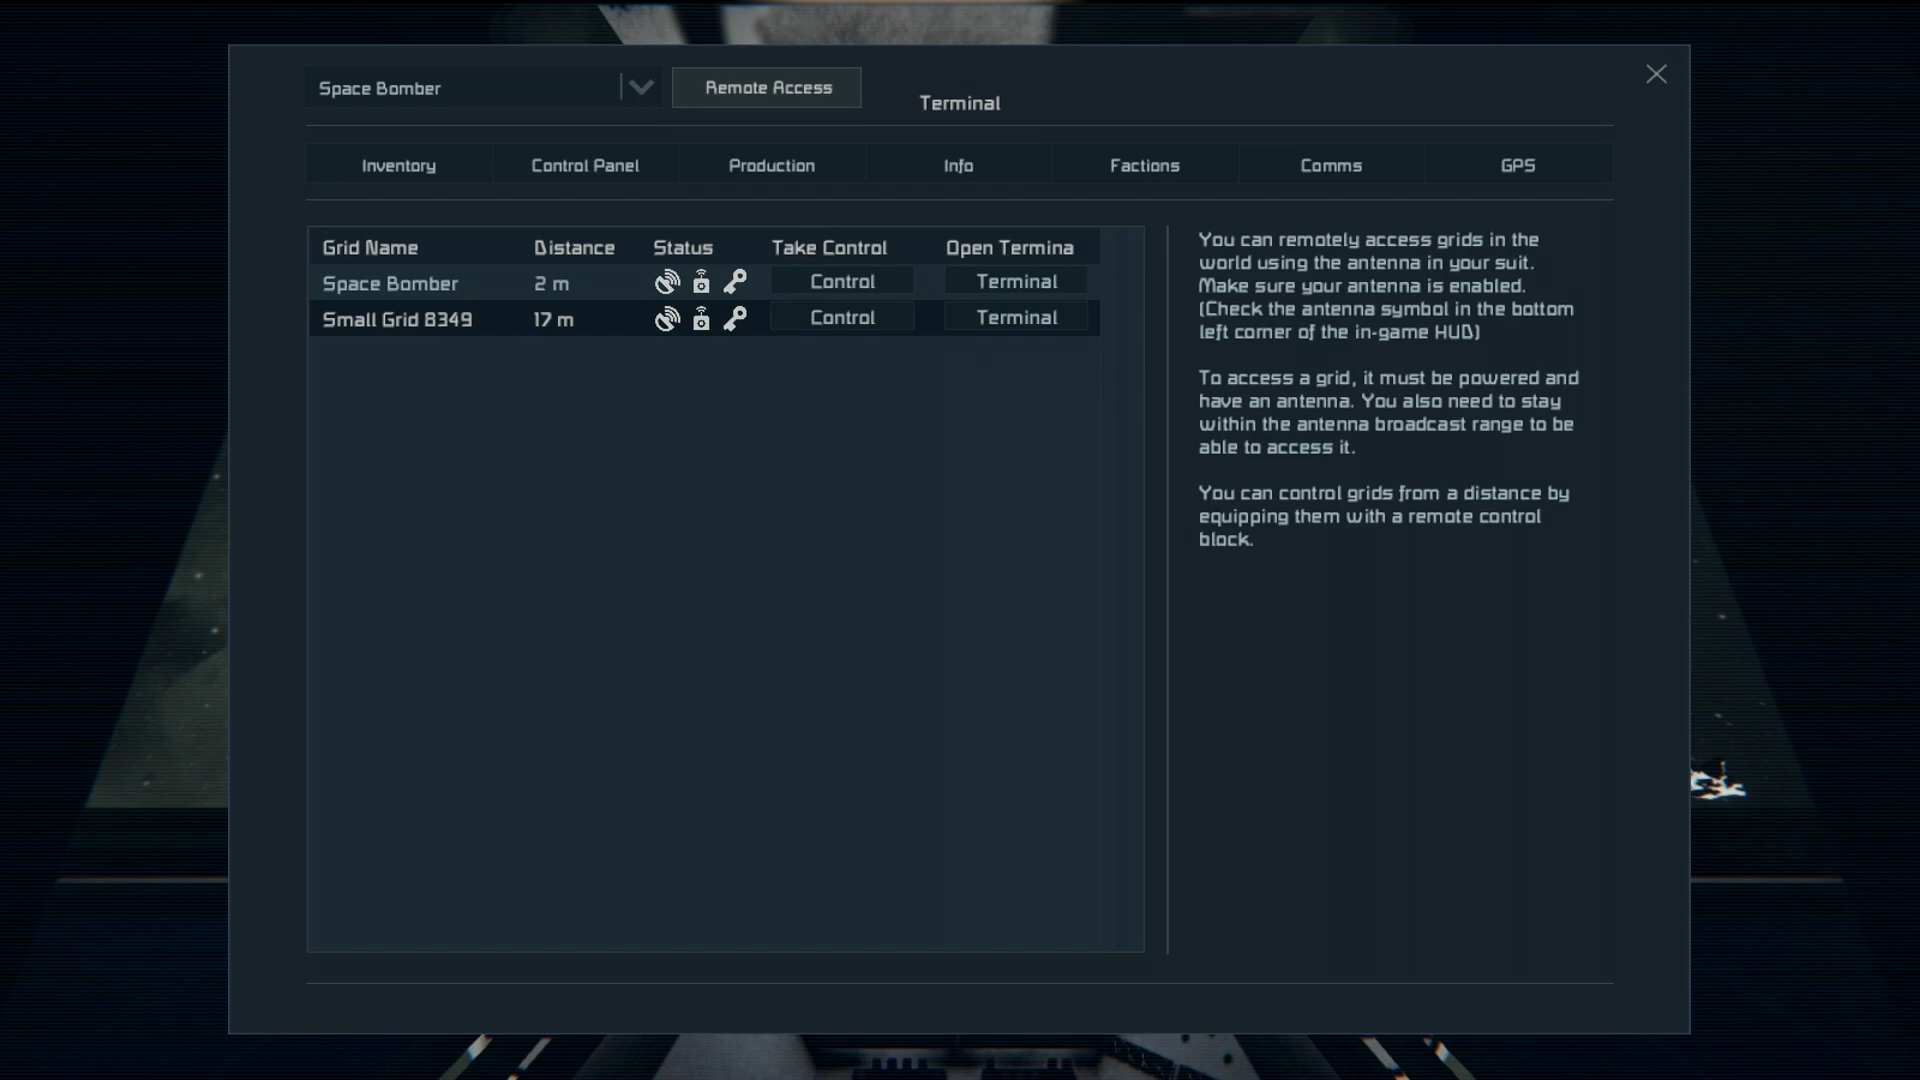 Space Bomber
Remote Access
Terminal
Inventory Control Panel Production Info Factions Comms GPS
Grid Name Distance Status Take Control Open Termina
Space Bomber 2 m Control Terminal
Small Grid 8349 17 m Control Terminal
You can remotely access grids in the
world using the antenna in your suit.
Make sure your antenna is enabled.
(Check the antenna symbol in the bottom
left corner of the in-game HUD)
To access a grid, it must be powered and
have an antenna. You also need to stay
within the antenna broadcast range to be
able to access it.
You can control grids from a distance by
equipping them with a remote control
block.